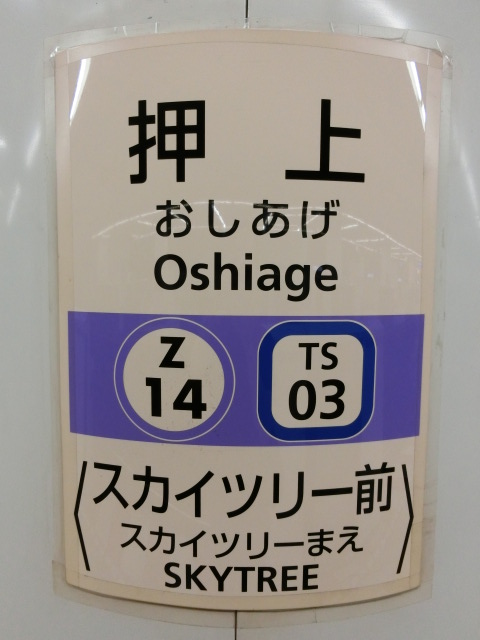 押上
おしあげ
Oshiage
Z TS
14 03
〈スカイツリー前〉
スカイツリーまえ
SKYTREE